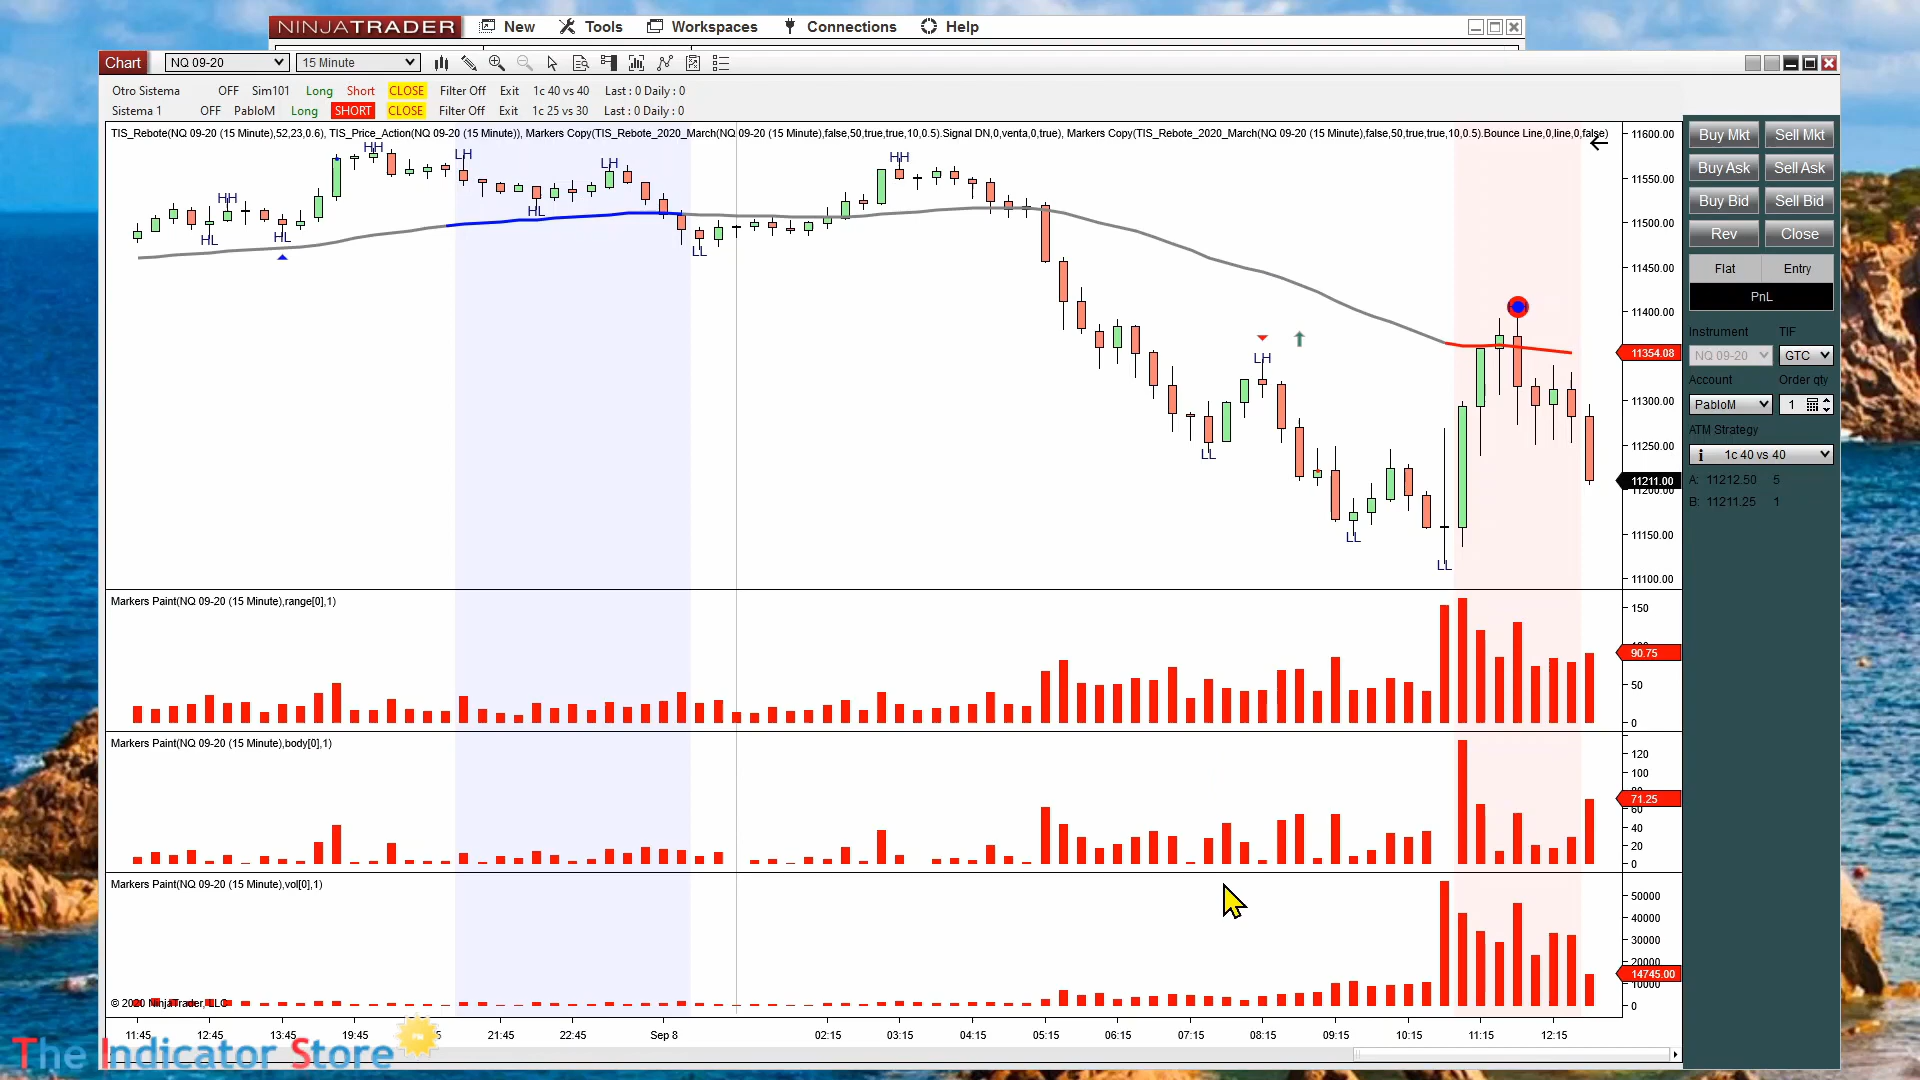 NINJATRADER New Tools Workspaces Connections Help
Chart NQ 09-20 15 Minute
Otro Sistema OFF Sim101 Long Short CLOSE Filter Off Exit 1c 40 vs 40 Last : 0 Daily : 0
Sistema 1 OFF PabloM Long SHORT CLOSE Filter Off Exit 1c 25 vs 30 Last : 0 Daily : 0
TIS_Rebote(NQ 09-20 (15 Minute),52,23,0.6), TIS_Price_Action(NQ 09-20 (15 Minute)), Markers Copy(TIS_Rebote_2020_March(NQ 09-20 (15 Minute),false,50,true,true,10,0.5).Signal DN,0,venta,0,true), Markers Copy(TIS_Rebote_2020_March(NQ 09-20 (15 Minute),false,50,true,true,10,0.5).Bounce Line,0,line,0,false)
HH
LH
LH
HH
HH
HL
HL
HL
LL
LH
LL
LL
LL
11600.00
11550.00
11500.00
11450.00
11400.00
11354.08
11300.00
11250.00
11211.00
11200.00
11150.00
11100.00
Markers Paint(NQ 09-20 (15 Minute),range[0],1)
150
90.75
50
0
Markers Paint(NQ 09-20 (15 Minute),body[0],1)
120
100
71.25
60
40
20
0
Markers Paint(NQ 09-20 (15 Minute),vol[0],1)
50000
40000
30000
20000
14745.00
10000
0
© 2020 NinjaTrader, LLC
11:45 12:45 13:45 19:45 21:45 22:45 Sep 8 02:15 03:15 04:15 05:15 06:15 07:15 08:15 09:15 10:15 11:15 12:15
The Indicator Store
Buy Mkt Sell Mkt
Buy Ask Sell Ask
Buy Bid Sell Bid
Rev Close
Flat Entry
PnL
Instrument TIF
NQ 09-20 GTC
Account Order qty
PabloM 1
ATM Strategy
i 1c 40 vs 40
A: 11212.50 5
B: 11211.25 1